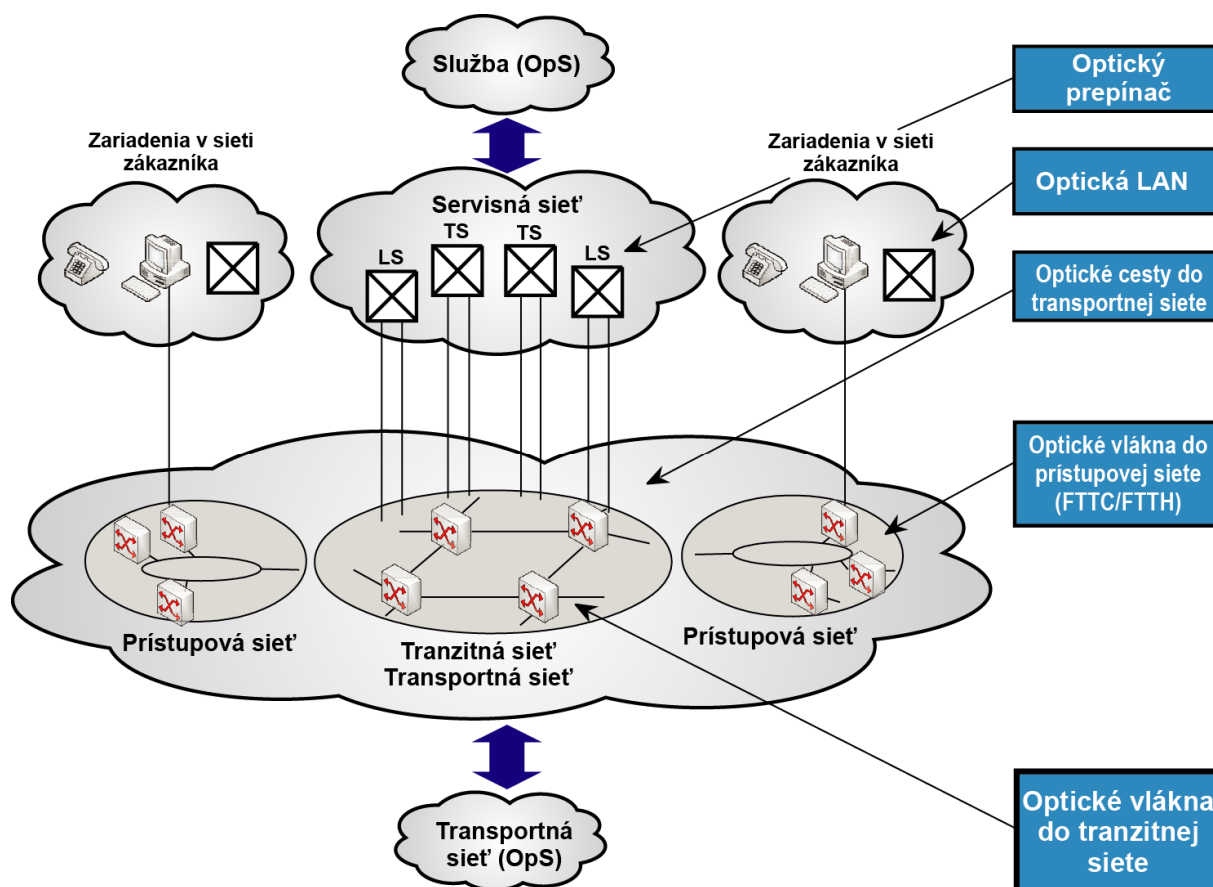 Služba (OpS)
Optický
prepínač
Zariadenia v sieti
zákazníka
Zariadenia v sieti
zákazníka
Optická LAN
Servisná sieť
TS
TS
LS
LS
Optické cesty do
transportnej siete
Optické vlákna do
prístupovej siete
(FTTC/FTTH)
Prístupová sieť
Tranzitná sieť
Transportná sieť
Prístupová sieť
Optické vlákna
do tranzitnej
siete
Transportná
sieť (OpS)